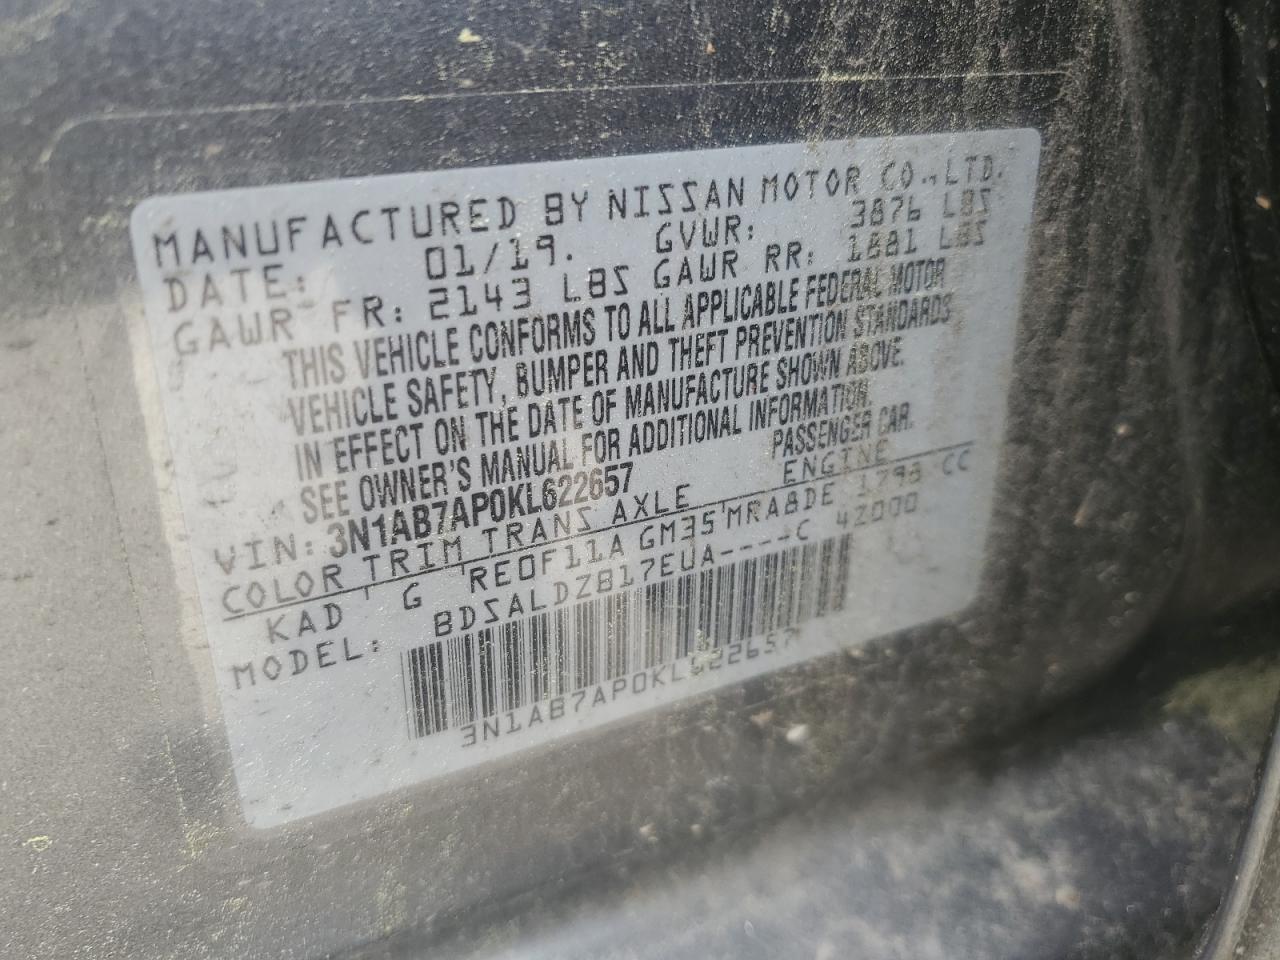 MANUFACTURED BY NISSAN MOTOR CO.,LTD.
DATE: 01/19. GVWR: 3876 LBS
GAWR FR: 2143 LBS GAWR RR: 1881 LBS
THIS VEHICLE CONFORMS TO ALL APPLICABLE FEDERAL MOTOR
VEHICLE SAFETY, BUMPER AND THEFT PREVENTION STANDARDS
IN EFFECT ON THE DATE OF MANUFACTURE SHOWN ABOVE.
SEE OWNER'S MANUAL FOR ADDITIONAL INFORMATION.
VIN: 3N1AB7AP0KL622657 PASSENGER CAR.
COLOR TRIM TRANS AXLE ENGINE
KAD G RE0F11A GM35 MRA8DE 1798 CC
MODEL: BDSALDZB17EUA----C 42000
3N1AB7AP0KL622657